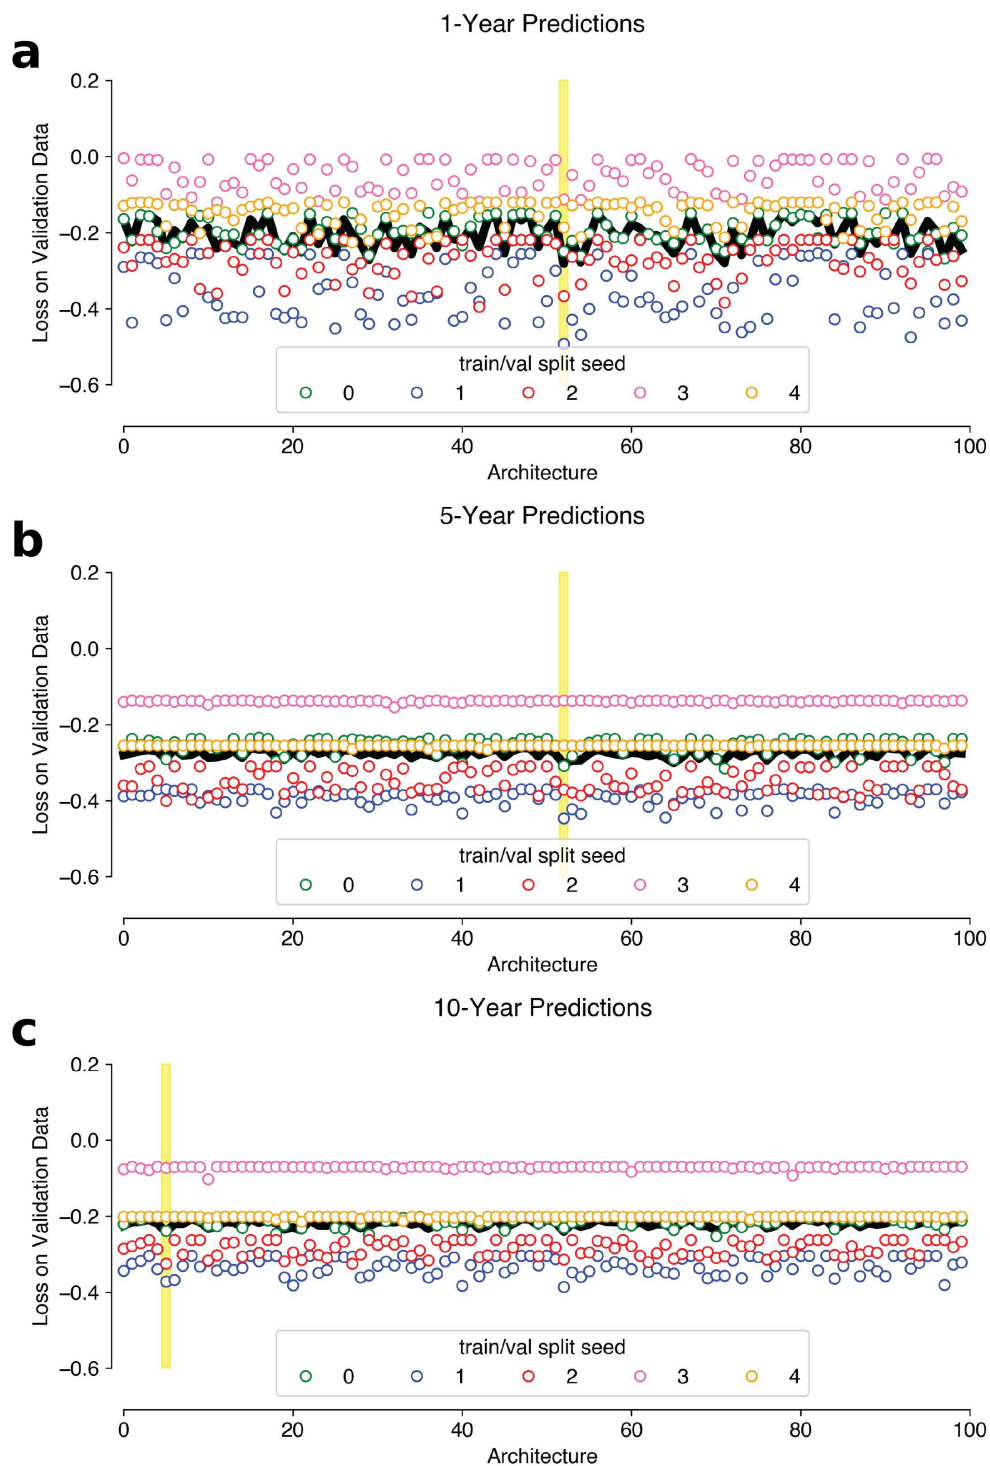 a
1-Year Predictions
Loss on Validation Data
0.2
0.0
−0.2
−0.4
−0.6
train/val split seed
0 1 2 3 4
0 20 40 60 80 100
Architecture
b
5-Year Predictions
Loss on Validation Data
0.2
0.0
−0.2
−0.4
−0.6
train/val split seed
0 1 2 3 4
0 20 40 60 80 100
Architecture
c
10-Year Predictions
Loss on Validation Data
0.2
0.0
−0.2
−0.4
−0.6
train/val split seed
0 1 2 3 4
0 20 40 60 80 100
Architecture